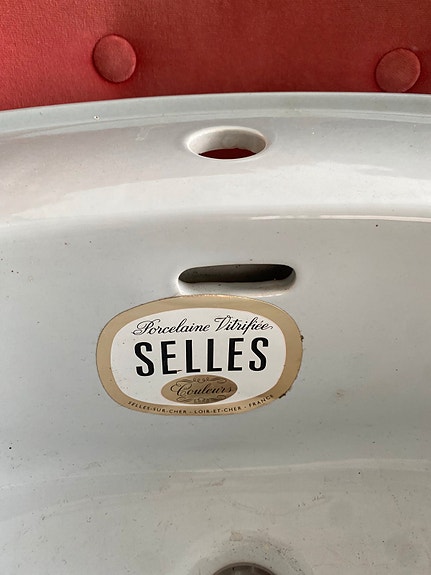 Porcelaine Vitrifiée
SELLES
Couleurs
SELLES-SUR-CHER - LOIR-ET-CHER - FRANCE